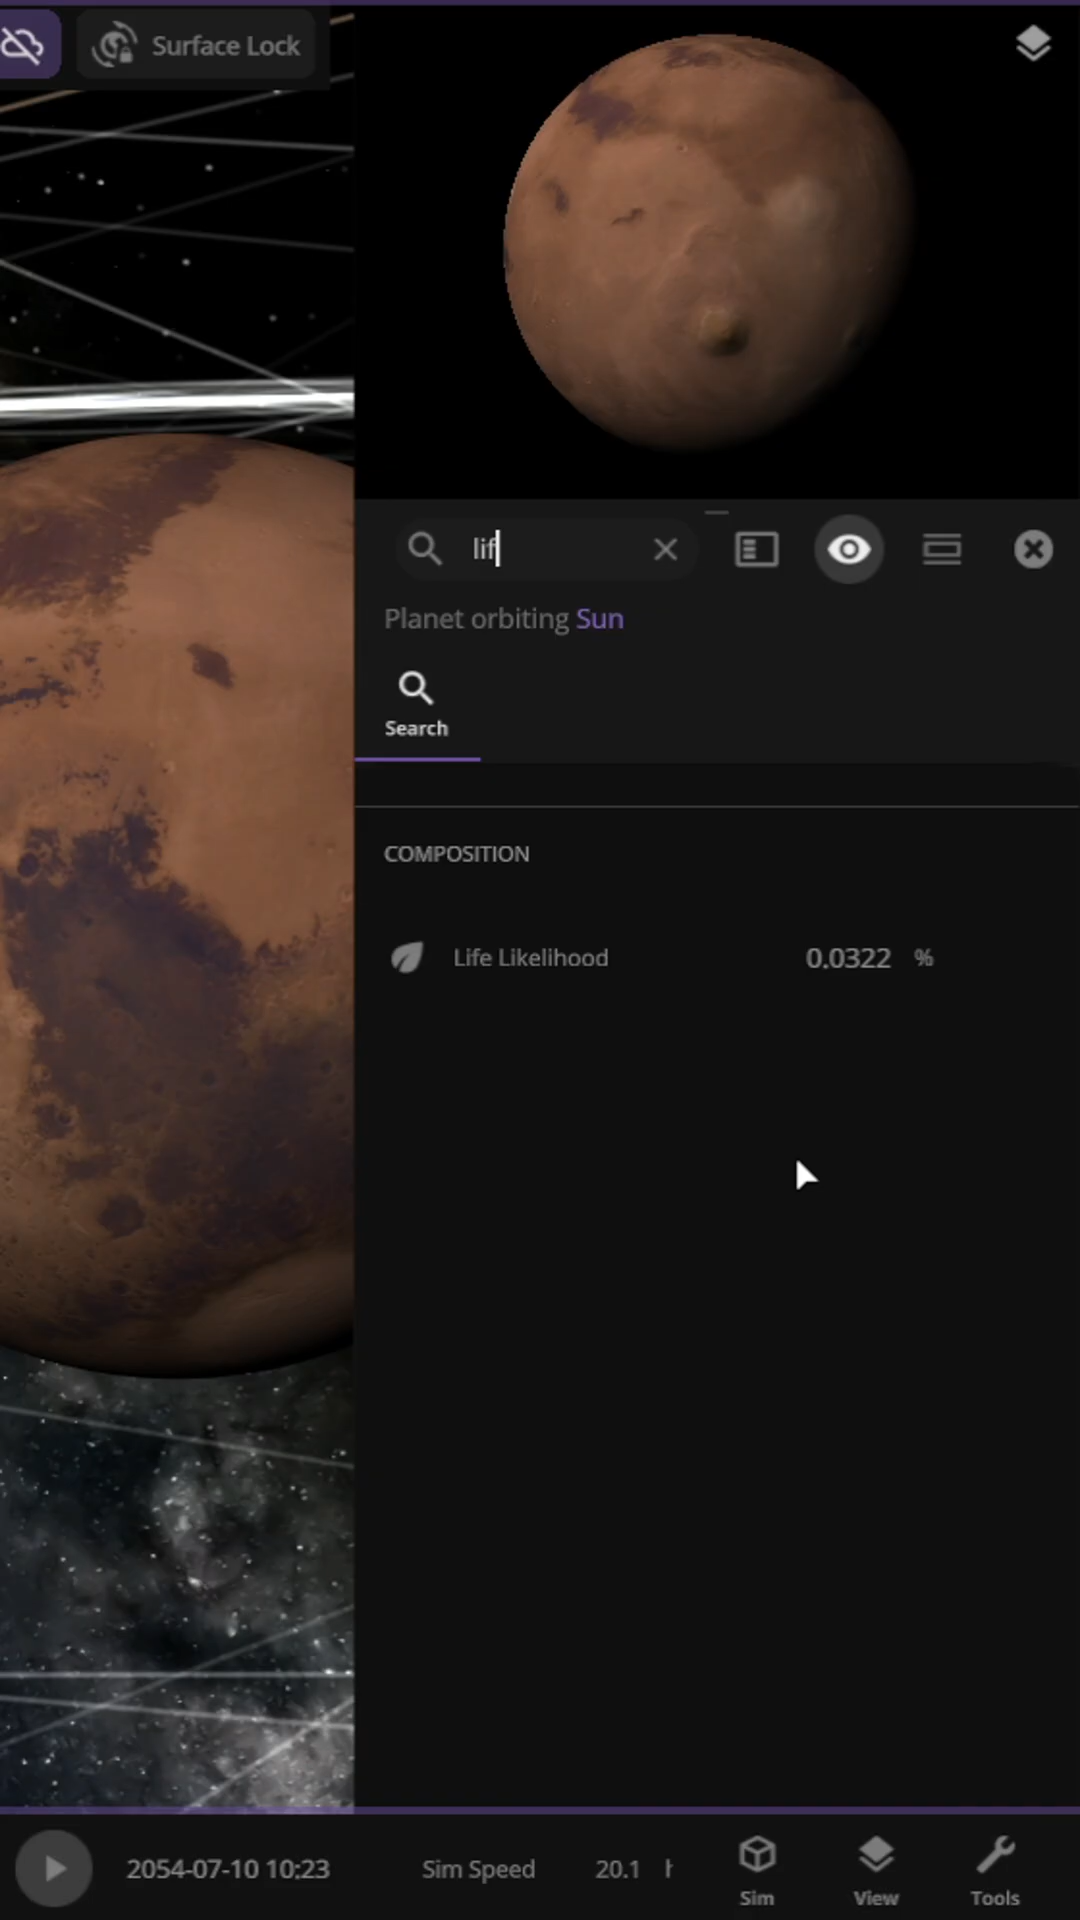 Surface Lock
lif
Planet orbiting Sun
Search
COMPOSITION
Life Likelihood 0.0322 %
2054-07-10 10:23 Sim Speed 20.1 h
Sim View Tools